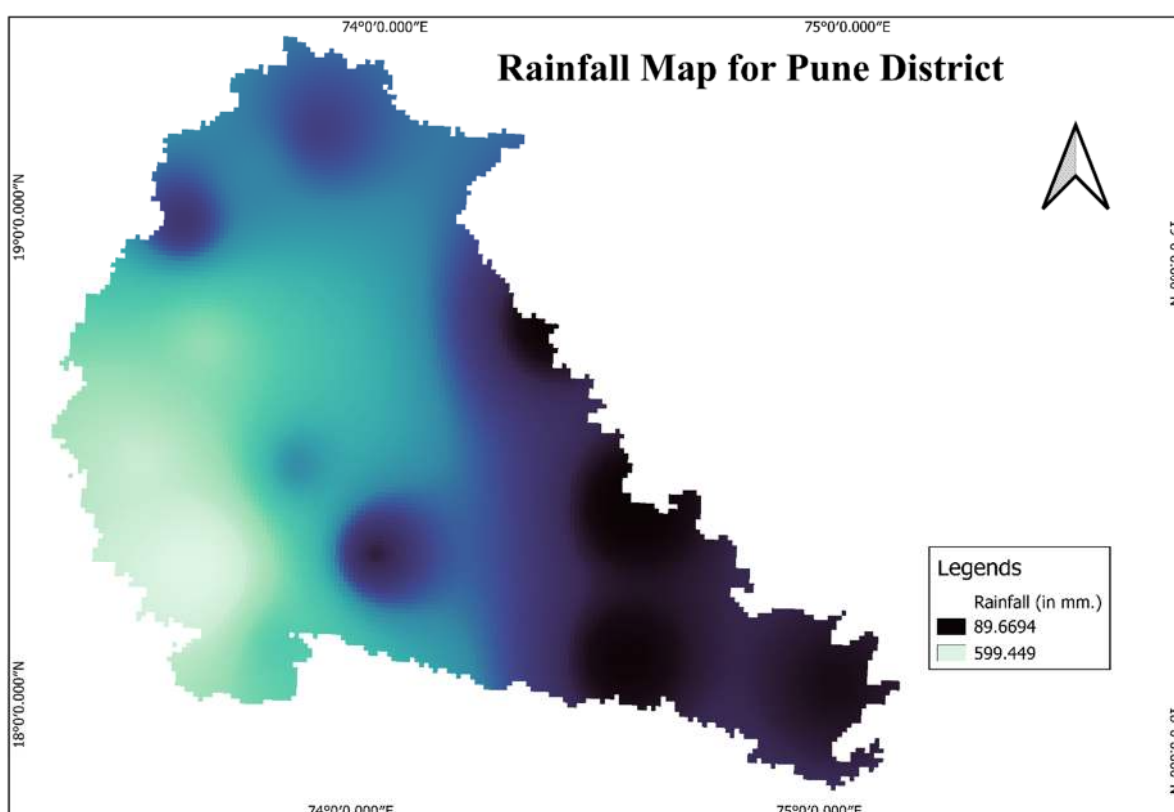 74°0'0.000"E
75°0'0.000"E
Rainfall Map for Pune District
19°0'0.000"N
Legends
Rainfall (in mm.)
89.6694
599.449
18°0'0.000"N
74°0'0.000"E
75°0'0.000"E